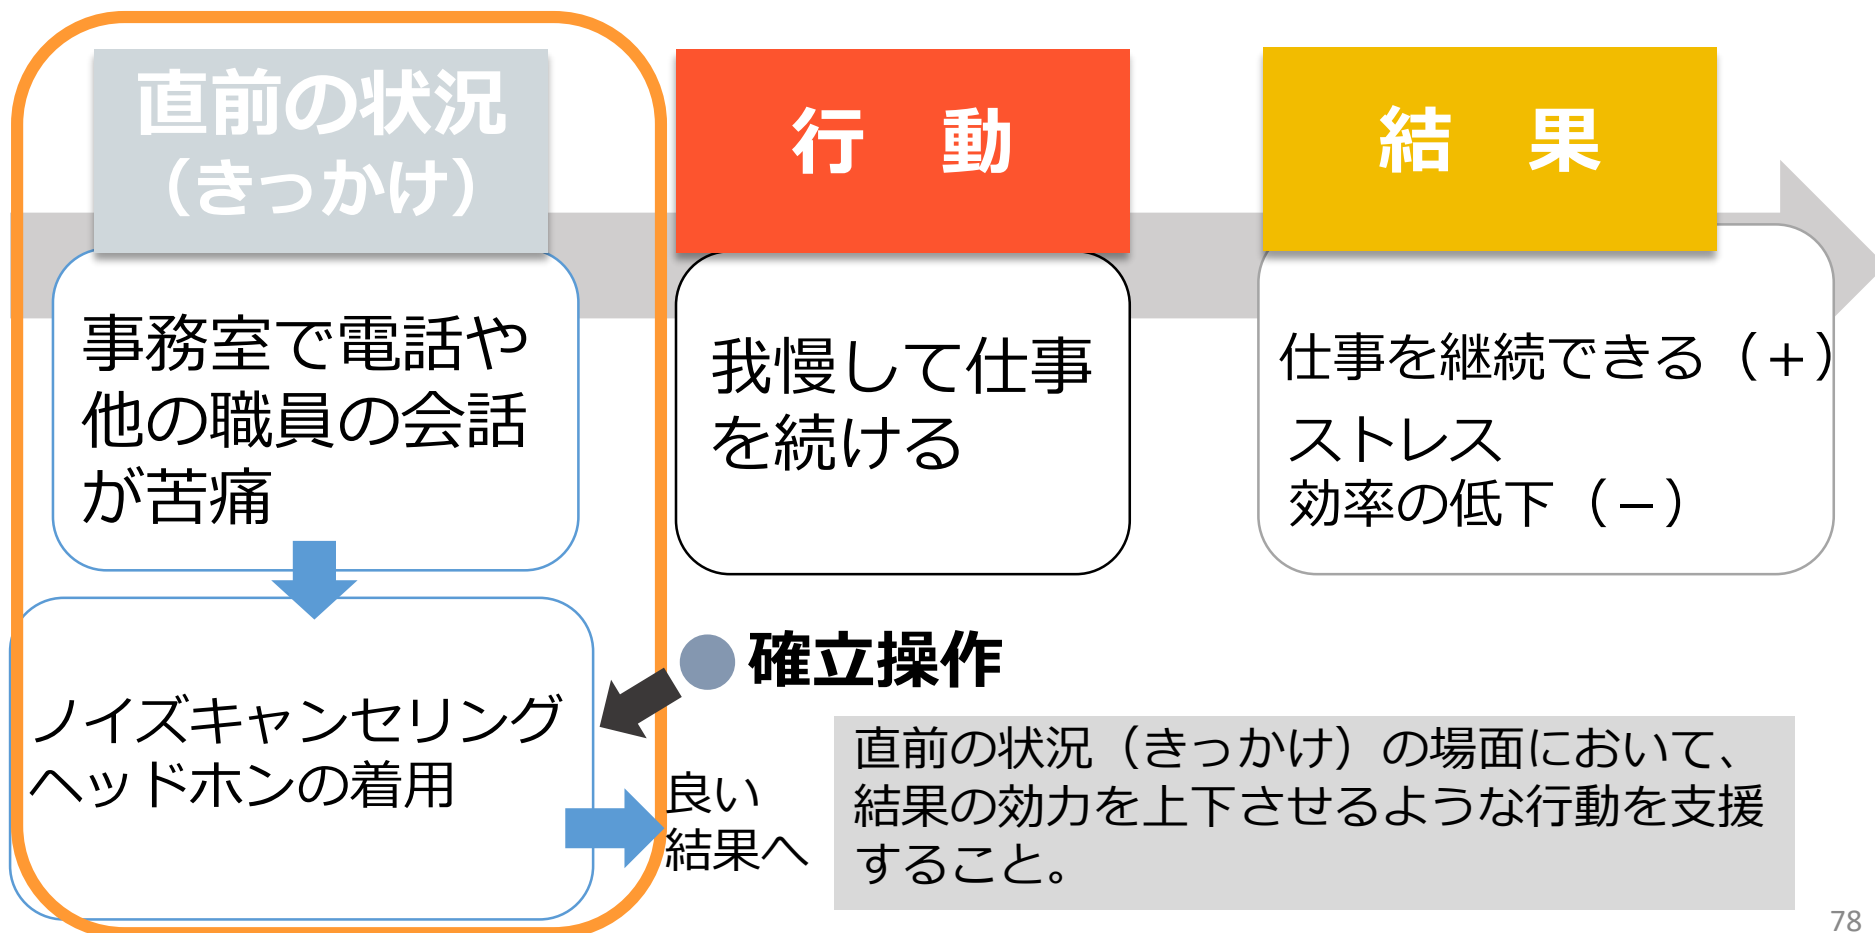 直前の状況
（きっかけ）
事務室で電話や
他の職員の会話
が苦痛
ノイズキャンセリング
ヘッドホンの着用
行　動
我慢して仕事
を続ける
結　果
仕事を継続できる（+）
ストレス
効率の低下（－）
確立操作
良い
結果へ
直前の状況（きっかけ）の場面において、
結果の効力を上下させるような行動を支援
すること。
78